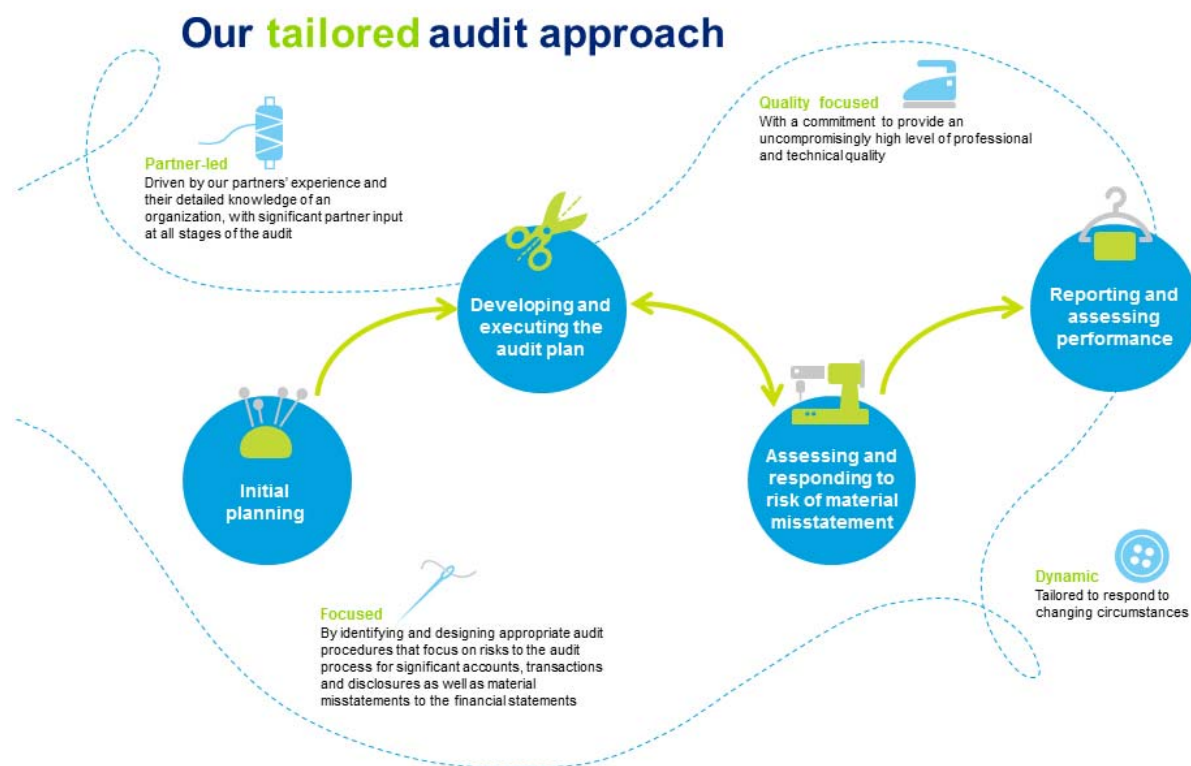 Our tailored audit approach
Partner-led
Driven by our partners' experience and
their detailed knowledge of an
organization, with significant partner input
at all stages of the audit
Quality focused
With a commitment to provide an
uncompromisingly high level of professional
and technical quality
Initial
planning
Developing and
executing the
audit plan
Assessing and
responding to
risk of material
misstatement
Reporting and
assessing
performance
Focused
By identifying and designing appropriate audit
procedures that focus on risks to the audit
process for significant accounts, transactions
and disclosures as well as material
misstatements to the financial statements
Dynamic
Tailored to respond to
changing circumstances